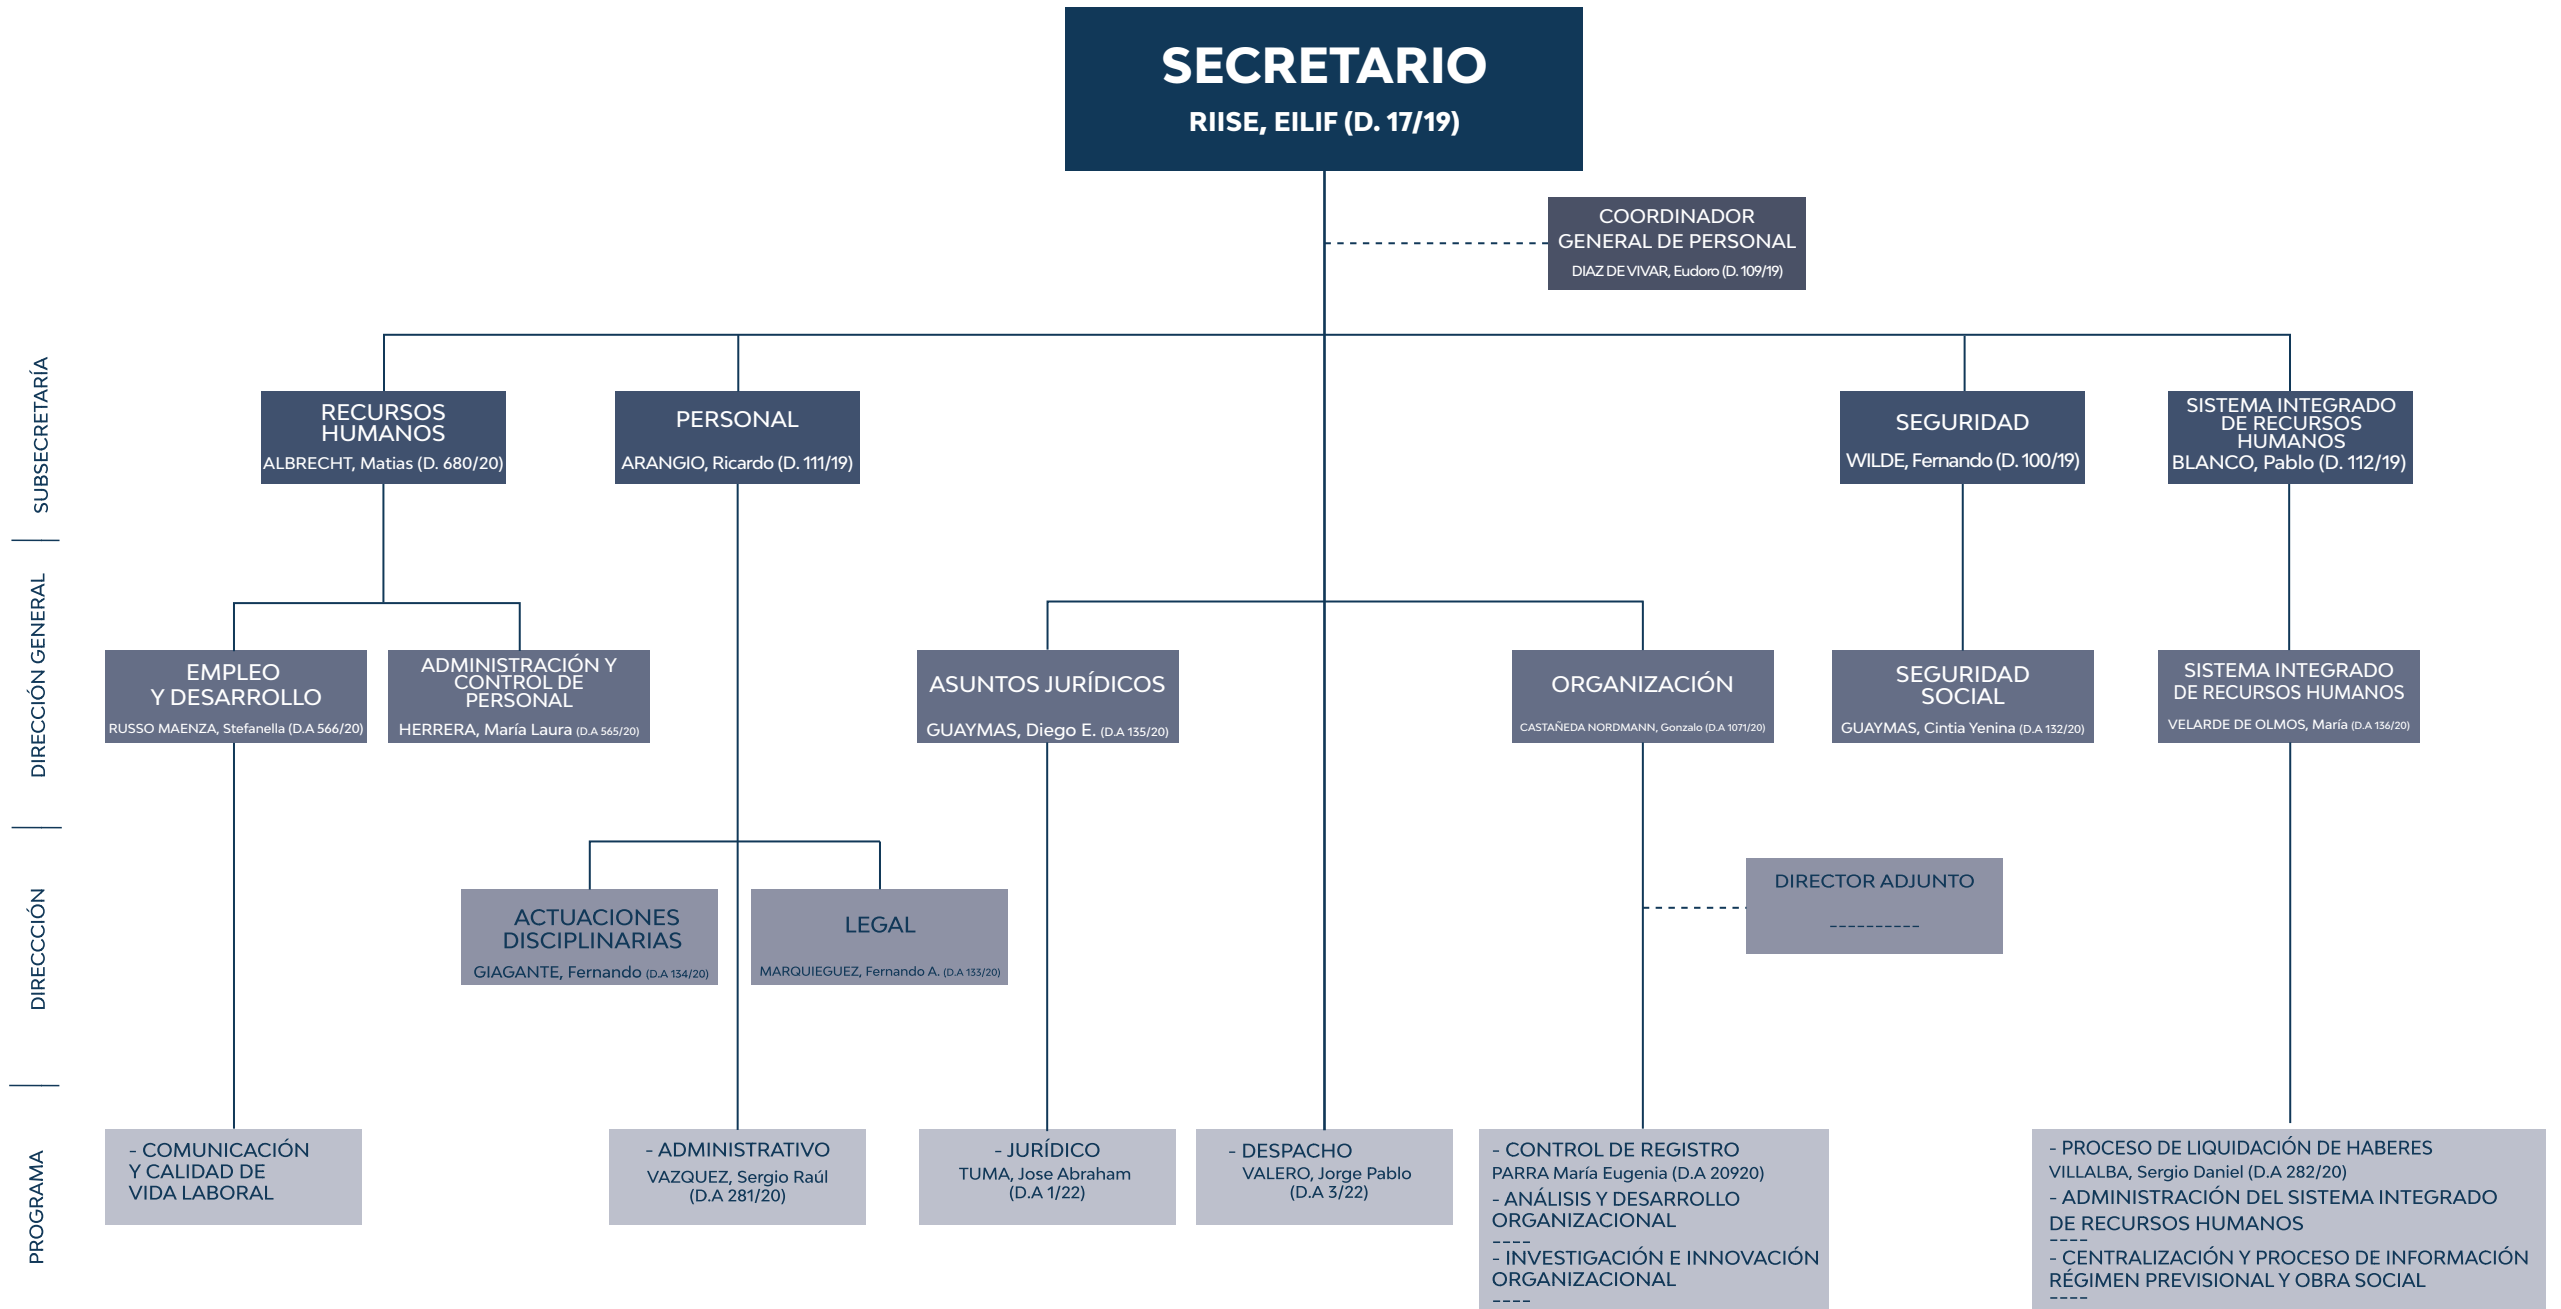 SECRETARIO
RIISE, EILIF (D. 17/19)
COORDINADOR
GENERAL DE PERSONAL
DIAZ DE VIVAR, Eudoro (D. 109/19)
SUBSECRETARÍA
RECURSOS
HUMANOS
ALBRECHT, Matias (D. 680/20)
PERSONAL
ARANGIO, Ricardo (D. 111/19)
SEGURIDAD
WILDE, Fernando (D. 100/19)
SISTEMA INTEGRADO
DE RECURSOS
HUMANOS
BLANCO, Pablo (D. 112/19)
DIRECCIÓN GENERAL
EMPLEO
Y DESARROLLO
RUSSO MAENZA, Stefanella (D.A 566/20)
ADMINISTRACIÓN Y
CONTROL DE
PERSONAL
HERRERA, María Laura (D.A 565/20)
ASUNTOS JURÍDICOS
GUAYMAS, Diego E. (D.A 135/20)
ORGANIZACIÓN
CASTAÑEDA NORDMANN, Gonzalo (D.A 1071/20)
SEGURIDAD
SOCIAL
GUAYMAS, Cintia Yenina (D.A 132/20)
SISTEMA INTEGRADO
DE RECURSOS HUMANOS
VELARDE DE OLMOS, María (D.A 136/20)
DIRECCCIÓN
ACTUACIONES
DISCIPLINARIAS
GIAGANTE, Fernando (D.A 134/20)
LEGAL
MARQUIEGUEZ, Fernando A. (D.A 133/20)
DIRECTOR ADJUNTO
----------
PROGRAMA
- COMUNICACIÓN
Y CALIDAD DE
VIDA LABORAL
- ADMINISTRATIVO
VAZQUEZ, Sergio Raúl
(D.A 281/20)
- JURÍDICO
TUMA, Jose Abraham
(D.A 1/22)
- DESPACHO
VALERO, Jorge Pablo
(D.A 3/22)
- CONTROL DE REGISTRO
PARRA María Eugenia (D.A 20920)
- ANÁLISIS Y DESARROLLO
ORGANIZACIONAL
----
- INVESTIGACIÓN E INNOVACIÓN
ORGANIZACIONAL
----
- PROCESO DE LIQUIDACIÓN DE HABERES
VILLALBA, Sergio Daniel (D.A 282/20)
- ADMINISTRACIÓN DEL SISTEMA INTEGRADO
DE RECURSOS HUMANOS
----
- CENTRALIZACIÓN Y PROCESO DE INFORMACIÓN
RÉGIMEN PREVISIONAL Y OBRA SOCIAL
----